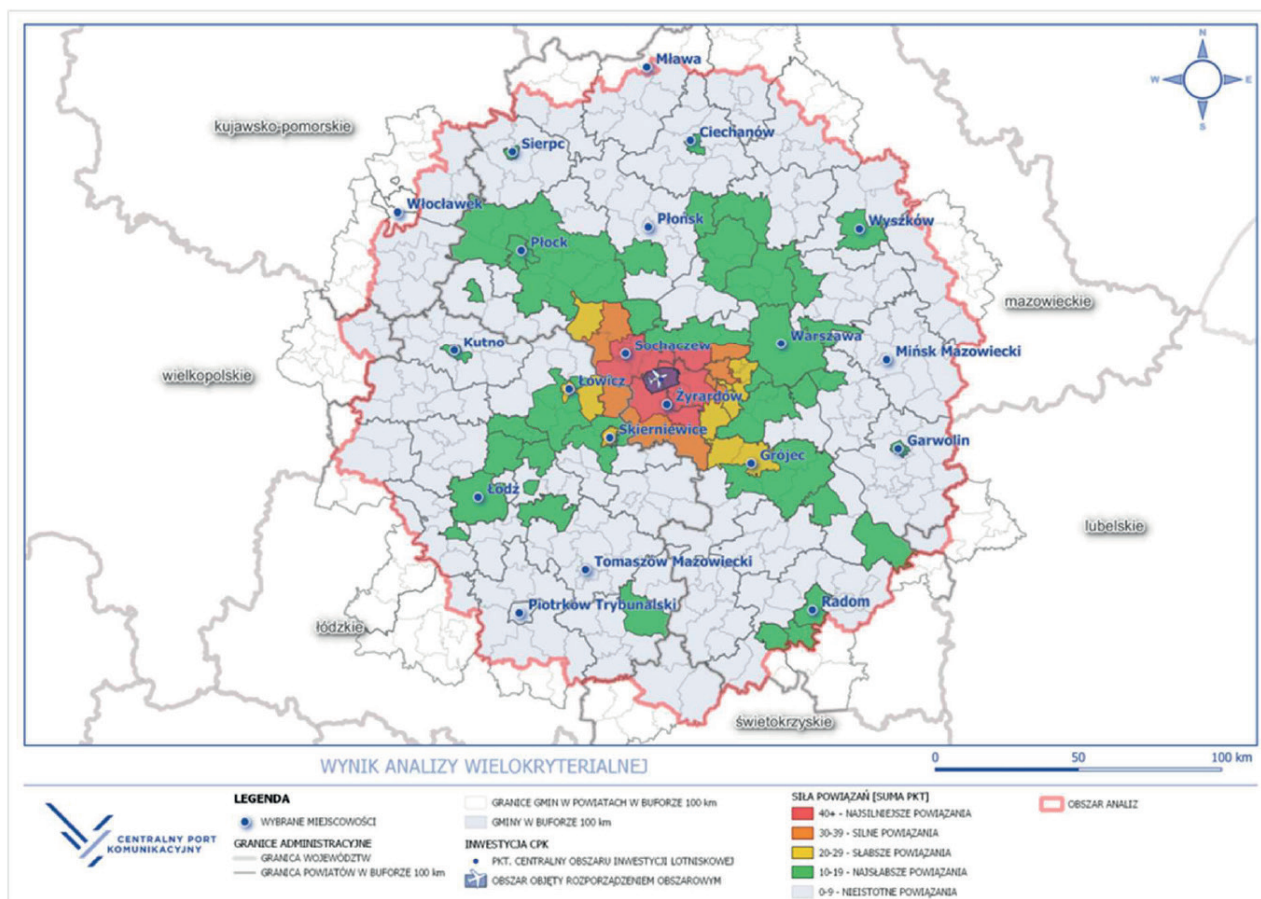 N
W E
S
Mława
kujawsko-pomorskie
Ciechanów
Sierpc
Włocławek
Płońsk
Wyszków
Płock
mazowieckie
Sochaczew
Warszawa
Kutno
Mińsk Mazowiecki
wielkopolskie
Łowicz
Żyrardów
Skierniewice
Garwolin
Grójec
Łódź
lubelskie
Tomaszów Mazowiecki
Piotrków Trybunalski
Radom
łódzkie
świętokrzyskie
WYNIK ANALIZY WIELOKRYTERIALNEJ
0 50 100 km
CENTRALNY PORT
KOMUNIKACYJNY
LEGENDA
WYBRANE MIEJSCOWOŚCI
GRANICE ADMINISTRACYJNE
GRANICA WOJEWÓDZTW
GRANICA POWIATÓW W BUFORZE 100 km
GRANICE GMIN W POWIATACH W BUFORZE 100 km
GMINY W BUFORZE 100 km
INWESTYCJA CPK
PKT. CENTRALNY OBSZARU INWESTYCJI LOTNISKOWEJ
OBSZAR OBJĘTY ROZPORZĄDZENIEM OBSZAROWYM
SIŁA POWIĄZAŃ [SUMA PKT]
40+ - NAJSILNIEJSZE POWIĄZANIA
30-39 - SILNE POWIĄZANIA
20-29 - SŁABSZE POWIĄZANIA
10-19 - NAJSŁABSZE POWIĄZANIA
0-9 - NIEISTOTNE POWIĄZANIA
OBSZAR ANALIZ